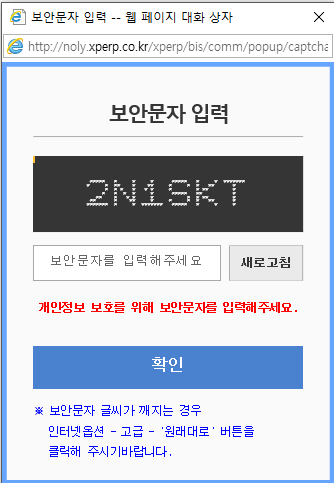 보안문자 입력 -- 웹 페이지 대화 상자
http://noly.xperp.co.kr/xperp/bis/comm/popup/captcha
보안문자 입력
2N1SKT
보안문자를 입력해주세요
새로고침
개인정보 보호를 위해 보안문자를 입력해주세요.
확인
※ 보안문자 글씨가 깨지는 경우
인터넷옵션 - 고급 - '원래대로' 버튼을
클릭해 주시기바랍니다.